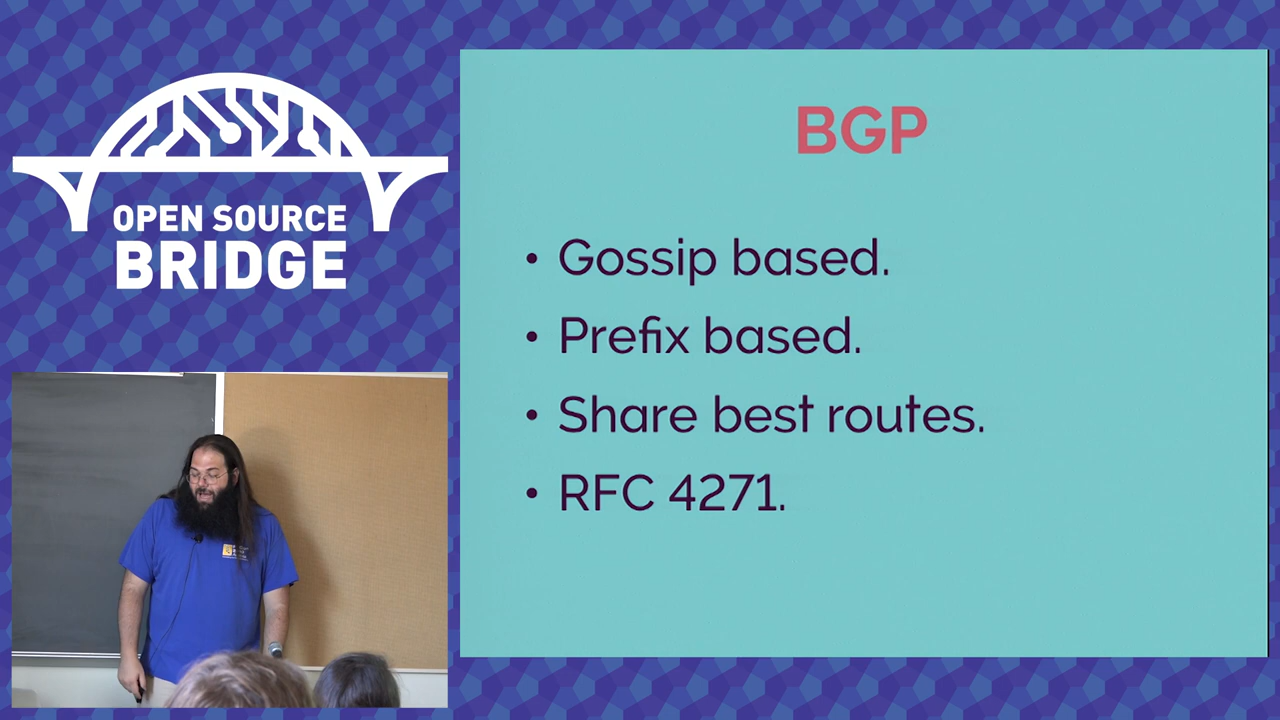 OPEN SOURCE
BRIDGE
BGP
• Gossip based.
• Prefix based.
• Share best routes.
• RFC 4271.